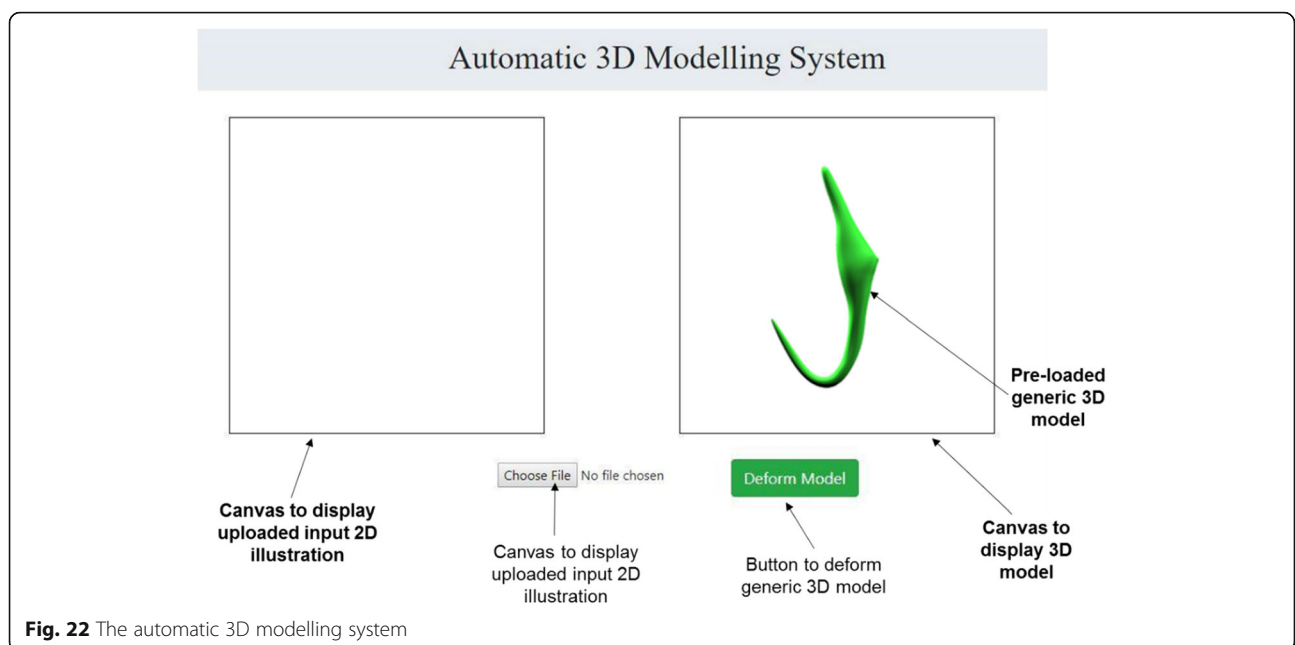 Automatic 3D Modelling System
Pre-loaded
generic 3D
model
Choose File No file chosen
Deform Model
Canvas to display
uploaded input 2D
illustration
Canvas to display
uploaded input 2D
illustration
Button to deform
generic 3D model
Canvas to
display 3D
model
Fig. 22 The automatic 3D modelling system